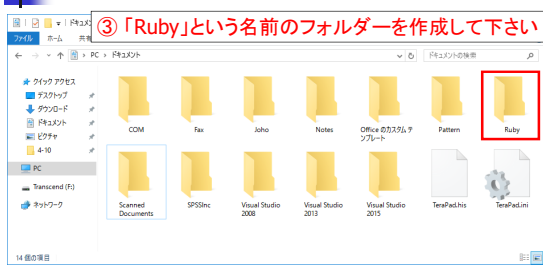 ③「Ruby」という名前のフォルダーを作成して下さい
ファイル ホーム 共有
PC > ドキュメント
ドキュメントの検索
クイック アクセス
デスクトップ
ダウンロード
ドキュメント
ピクチャ
4-10
PC
Transcend (F:)
ネットワーク
COM
Fax
Joho
Notes
Office のカスタム テ
ンプレート
Pattern
Ruby
Scanned
Documents
SPSSInc
Visual Studio
2008
Visual Studio
2013
Visual Studio
2015
TeraPad.his
TeraPad.ini
14 個の項目